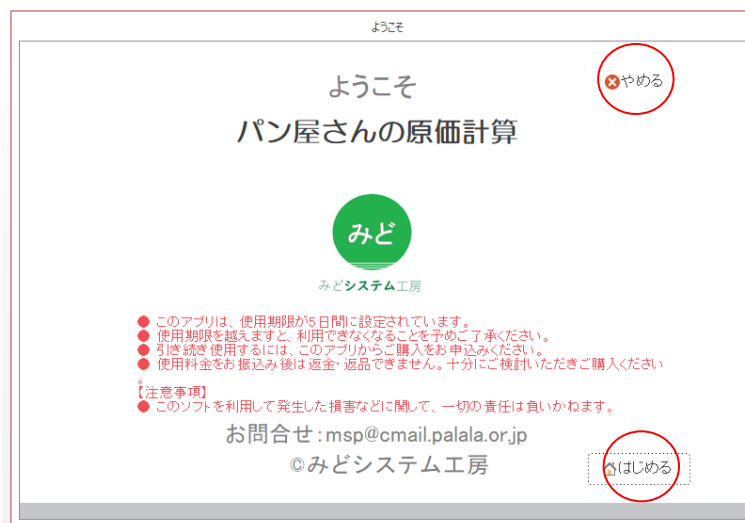 ようこそ
ようこそ
やめる
パン屋さんの原価計算
みど
みどシステム工房
● このアプリは、使用期限が5日間に設定されています。
● 使用期限を越えますと、利用できなくなることを予めご了承ください。
● 引き続き使用するには、このアプリからご購入をお申込みください。
● 使用料金をお振込み後は返金・返品できません。十分にご検討いただきご購入ください
。
【注意事項】
● このソフトを利用して発生した損害などに関して、一切の責任は負いかねます。
お問合せ:msp@cmail.palala.or.jp
©みどシステム工房
はじめる